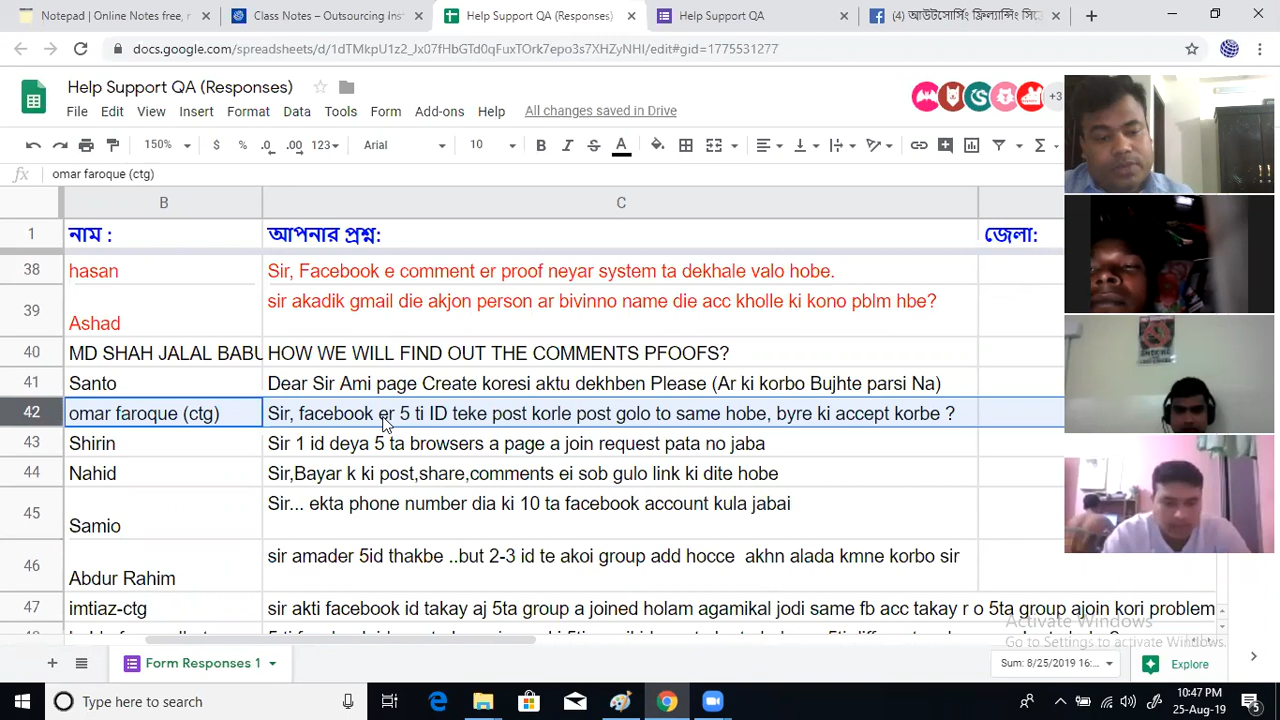 Notepad | Online Notes free,
Class Notes – Outsourcing Inst
Help Support QA (Responses)
Help Support QA
(4) আউটসোর্সিং ফ্রিল্যান্সিং সি
docs.google.com/spreadsheets/d/1dTMkpU1z2_Jx07fHbGTd0qFuxTOrk7epo3s7XHZyNHI/edit#gid=1775531277
Help Support QA (Responses)
+3
File Edit View Insert Format Data Tools Form Add-ons Help All changes saved in Drive
150% $ % .0 .00 123 Arial 10 B I S A
fx omar faroque (ctg)
B C
1 নাম : আপনার প্রশ্ন: জেলা:
38 hasan Sir, Facebook e comment er proof neyar system ta dekhale valo hobe.
39 Ashad sir akadik gmail die akjon person ar bivinno name die acc kholle ki kono pblm hbe?
40 MD SHAH JALAL BABU HOW WE WILL FIND OUT THE COMMENTS PFOOFS?
41 Santo Dear Sir Ami page Create koresi aktu dekhben Please (Ar ki korbo Bujhte parsi Na)
42 omar faroque (ctg) Sir, facebook er 5 ti ID teke post korle post golo to same hobe, byre ki accept korbe ?
43 Shirin Sir 1 id deya 5 ta browsers a page a join request pata no jaba
44 Nahid Sir,Bayar k ki post,share,comments ei sob gulo link ki dite hobe
45 Samio Sir... ekta phone number dia ki 10 ta facebook account kula jabai
46 Abdur Rahim sir amader 5id thakbe ..but 2-3 id te akoi group add hocce akhn alada kmne korbo sir
47 imtiaz-ctg sir akti facebook id takay aj 5ta group a joined holam agamikal jodi same fb acc takay r o 5ta group ajoin kori problem
Activate Windows
Go to Settings to activate Windows.
Form Responses 1
Sum: 8/25/2019 16:...
Explore
Type here to search
10:47 PM
25-Aug-19
5